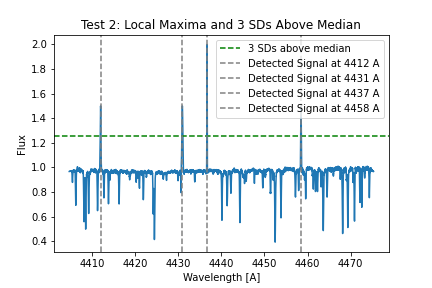 Test 2: Local Maxima and 3 SDs Above Median
2.0
1.8
1.6
1.4
1.2
1.0
0.8
0.6
0.4
Flux
3 SDs above median
Detected Signal at 4412 A
Detected Signal at 4431 A
Detected Signal at 4437 A
Detected Signal at 4458 A
4410 4420 4430 4440 4450 4460 4470
Wavelength [A]